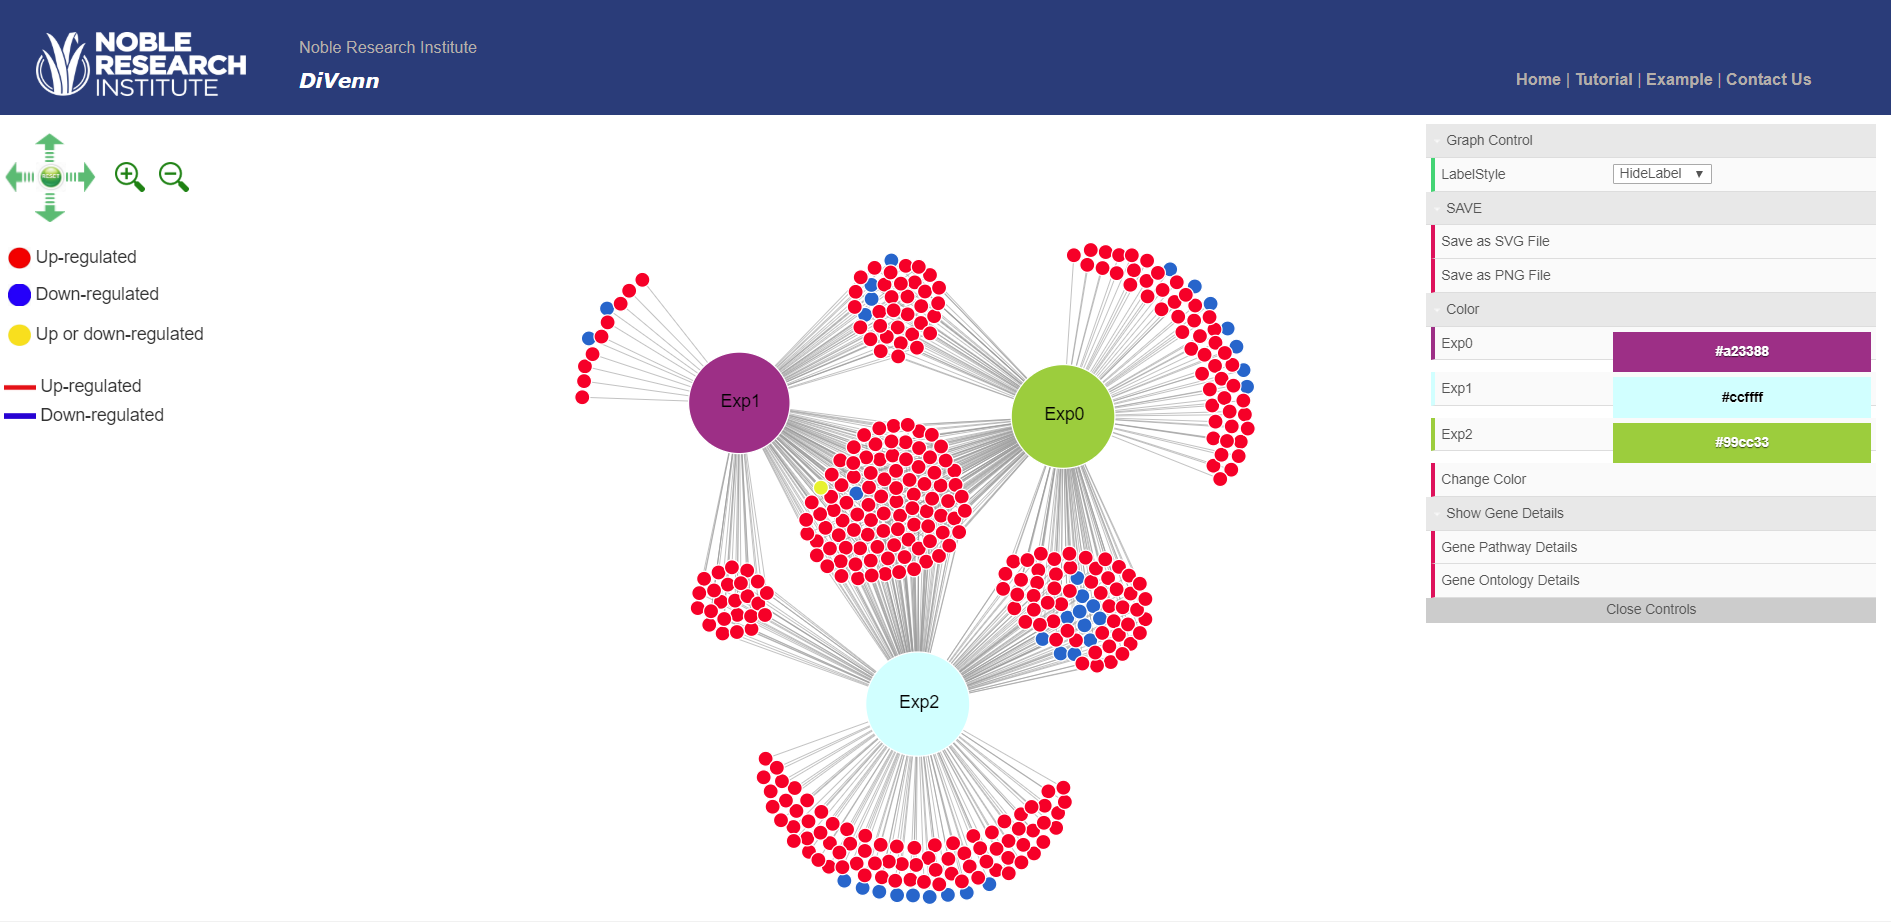 NOBLE
RESEARCH
INSTITUTE
Noble Research Institute
DiVenn
Home | Tutorial | Example | Contact Us
RESET
Up-regulated
Down-regulated
Up or down-regulated
Up-regulated
Down-regulated
Exp1
Exp0
Exp2
Graph Control
LabelStyle HideLabel
SAVE
Save as SVG File
Save as PNG File
Color
Exp0 #a23388
Exp1 #ccffff
Exp2 #99cc33
Change Color
Show Gene Details
Gene Pathway Details
Gene Ontology Details
Close Controls